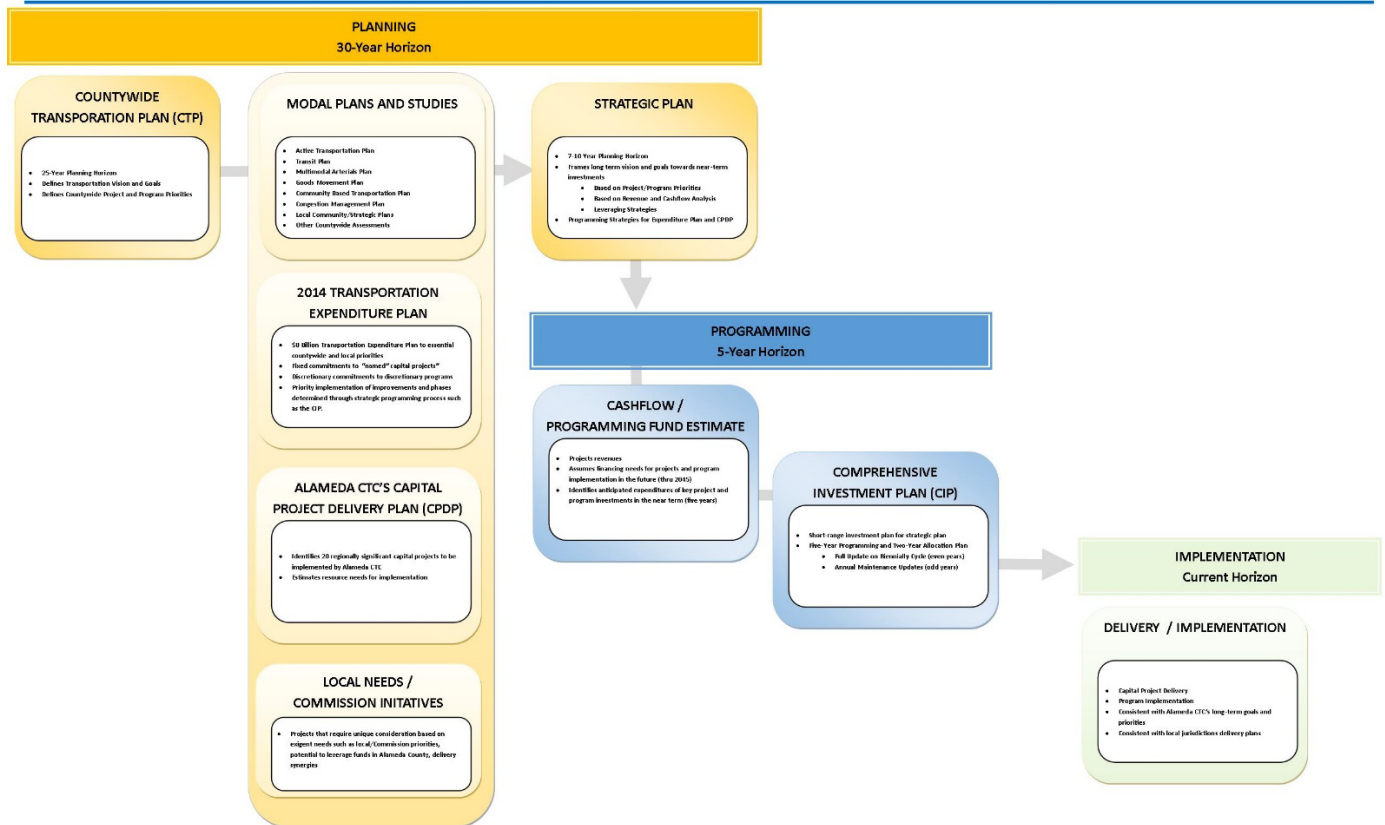 PLANNING
30-Year Horizon
COUNTYWIDE
TRANSPORATION PLAN (CTP)
• 25-Year Planning Horizon
• Defines Transportation Vision and Goals
• Defines Countywide Project and Program Priorities
MODAL PLANS AND STUDIES
• Active Transportation Plan
• Transit Plan
• Multimodal Arterials Plan
• Goods Movement Plan
• Community Based Transportation Plan
• Congestion Management Plan
• Local Community/Strategic Plans
• Other Countywide Assessments
2014 TRANSPORTATION
EXPENDITURE PLAN
• $8 Billion Transportation Expenditure Plan to essential
countywide and local priorities
• Fixed commitments to "named" capital projects"
• Discretionary commitments to discretionary programs
• Priority implementation of improvements and phases
determined through strategic programming process such
as the CIP.
ALAMEDA CTC'S CAPITAL
PROJECT DELIVERY PLAN (CPDP)
• Identifies 20 regionally significant capital projects to be
implemented by Alameda CTC
• Estimates resource needs for implementation
LOCAL NEEDS /
COMMISSION INITATIVES
• Projects that require unique consideration based on
exigent needs such as local/Commission priorities,
potential to leverage funds in Alameda County, delivery
synergies
STRATEGIC PLAN
• 7-10 Year Planning Horizon
• Frames long term vision and goals towards near-term
investments
• Based on Project/Program Priorities
• Based on Revenue and Cashflow Analysis
• Leveraging Strategies
• Programming Strategies for Expenditure Plan and CPDP
PROGRAMMING
5-Year Horizon
CASHFLOW /
PROGRAMMING FUND ESTIMATE
• Projects revenues
• Assumes financing needs for projects and program
implementation in the future (thru 2045)
• Identifies anticipated expenditures of key project and
program investments in the near term (five years)
COMPREHENSIVE
INVESTMENT PLAN (CIP)
• Short-range investment plan for strategic plan
• Five-Year Programming and Two-Year Allocation Plan
• Full Update on Biennially Cycle (even years)
• Annual Maintenance Updates (odd years)
IMPLEMENTATION
Current Horizon
DELIVERY / IMPLEMENTATION
• Capital Project Delivery
• Program Implementation
• Consistent with Alameda CTC's long-term goals and
priorities
• Consistent with local jurisdictions delivery plans